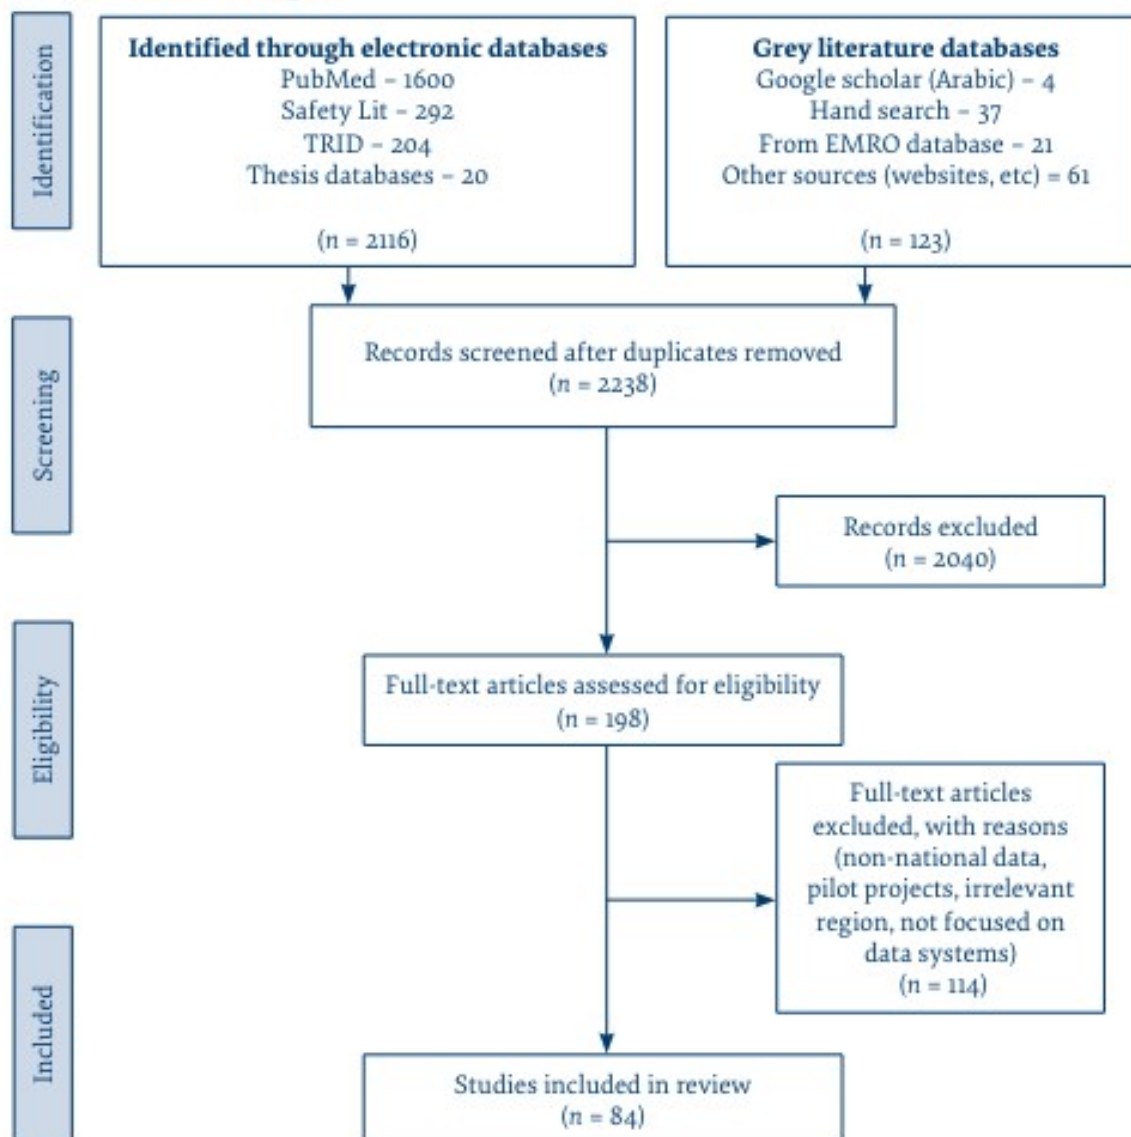 Identification
Identified through electronic databases
PubMed – 1600
Safety Lit – 292
TRID – 204
Thesis databases – 20
(n = 2116)
Grey literature databases
Google scholar (Arabic) – 4
Hand search – 37
From EMRO database – 21
Other sources (websites, etc) = 61
(n = 123)
Screening
Records screened after duplicates removed
(n = 2238)
Records excluded
(n = 2040)
Eligibility
Full-text articles assessed for eligibility
(n = 198)
Full-text articles
excluded, with reasons
(non-national data,
pilot projects, irrelevant
region, not focused on
data systems)
(n = 114)
Included
Studies included in review
(n = 84)